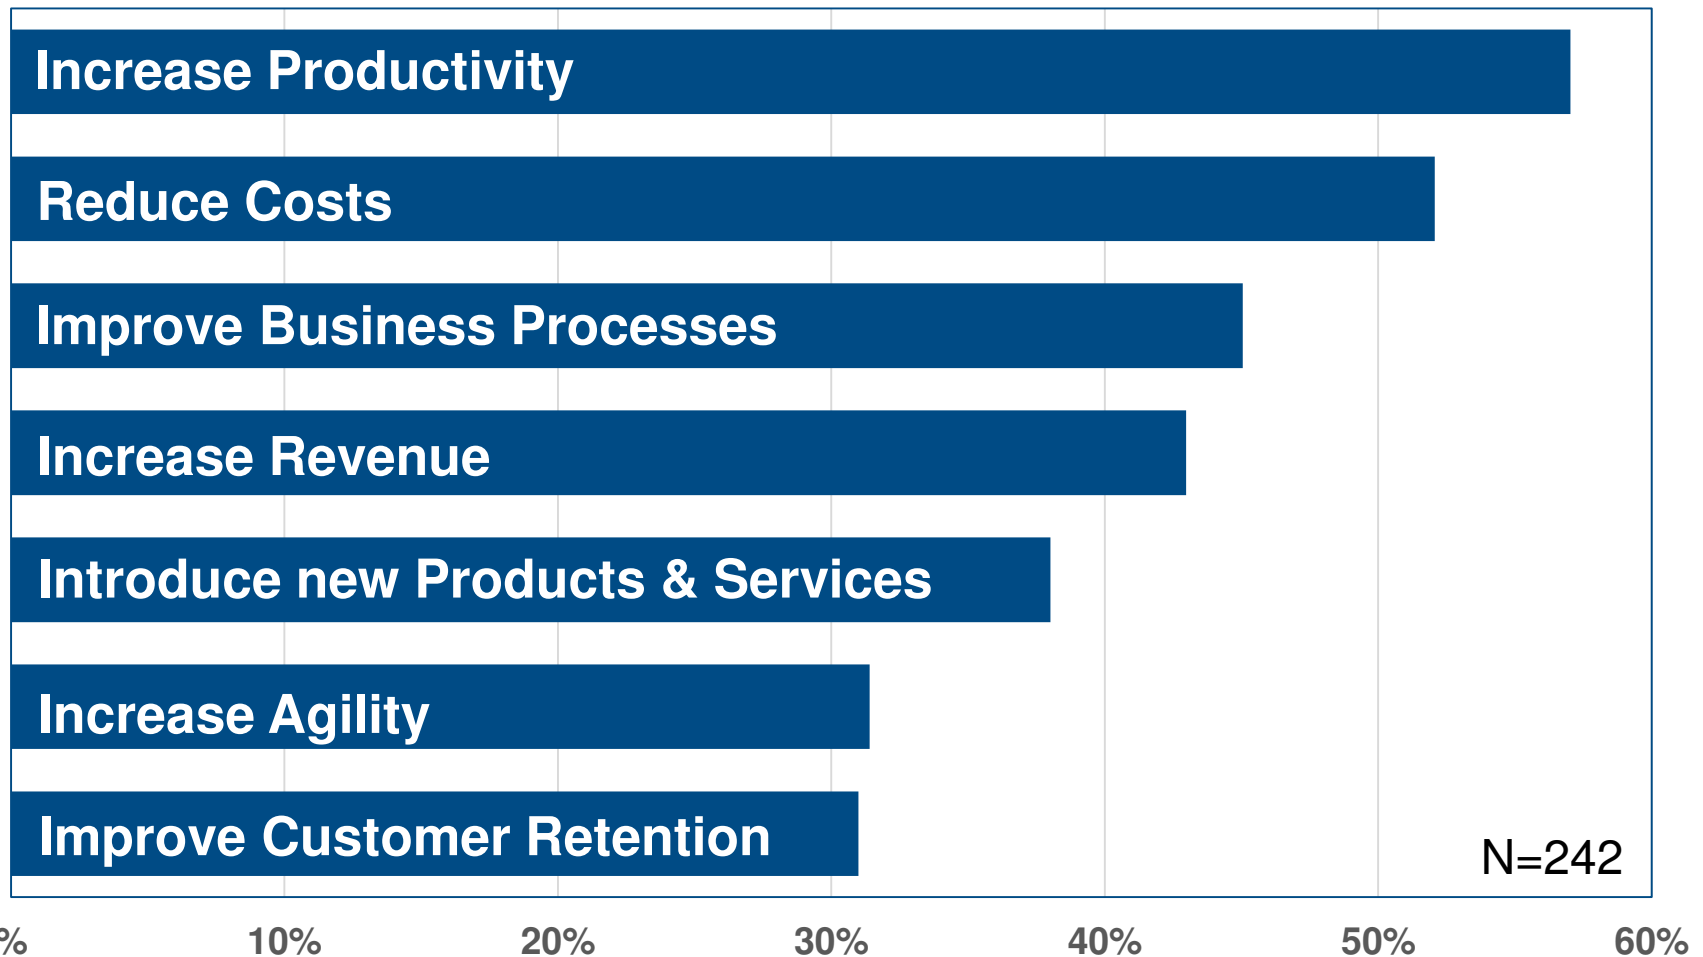 Increase Productivity
Reduce Costs
Improve Business Processes
Increase Revenue
Introduce new Products & Services
Increase Agility
Improve Customer Retention
N=242
% 10% 20% 30% 40% 50% 60%